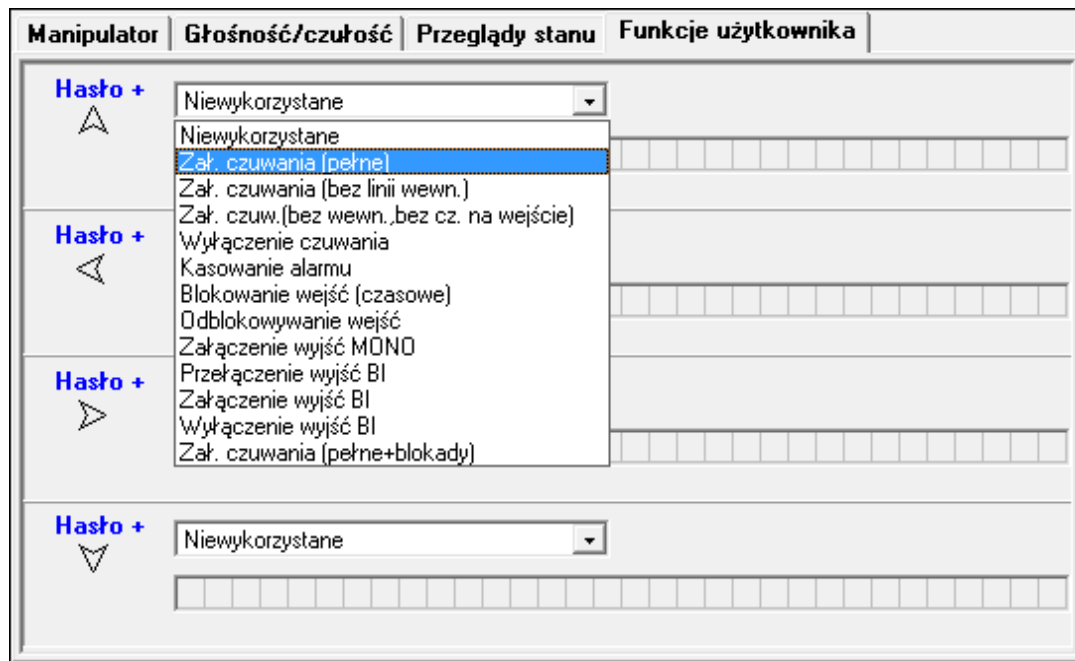 Manipulator Głośność/czułość Przeglądy stanu Funkcje użytkownika
Hasło +
Niewykorzystane
Niewykorzystane
Zał. czuwania (pełne)
Zał. czuwania (bez linii wewn.)
Zał. czuw.(bez wewn.,bez cz. na wejście)
Hasło +
Wyłączenie czuwania
Kasowanie alarmu
Blokowanie wejść (czasowe)
Odblokowywanie wejść
Załączenie wyjść MONO
Przełączenie wyjść BI
Hasło +
Załączenie wyjść BI
Wyłączenie wyjść BI
Zał. czuwania (pełne+blokady)
Hasło +
Niewykorzystane